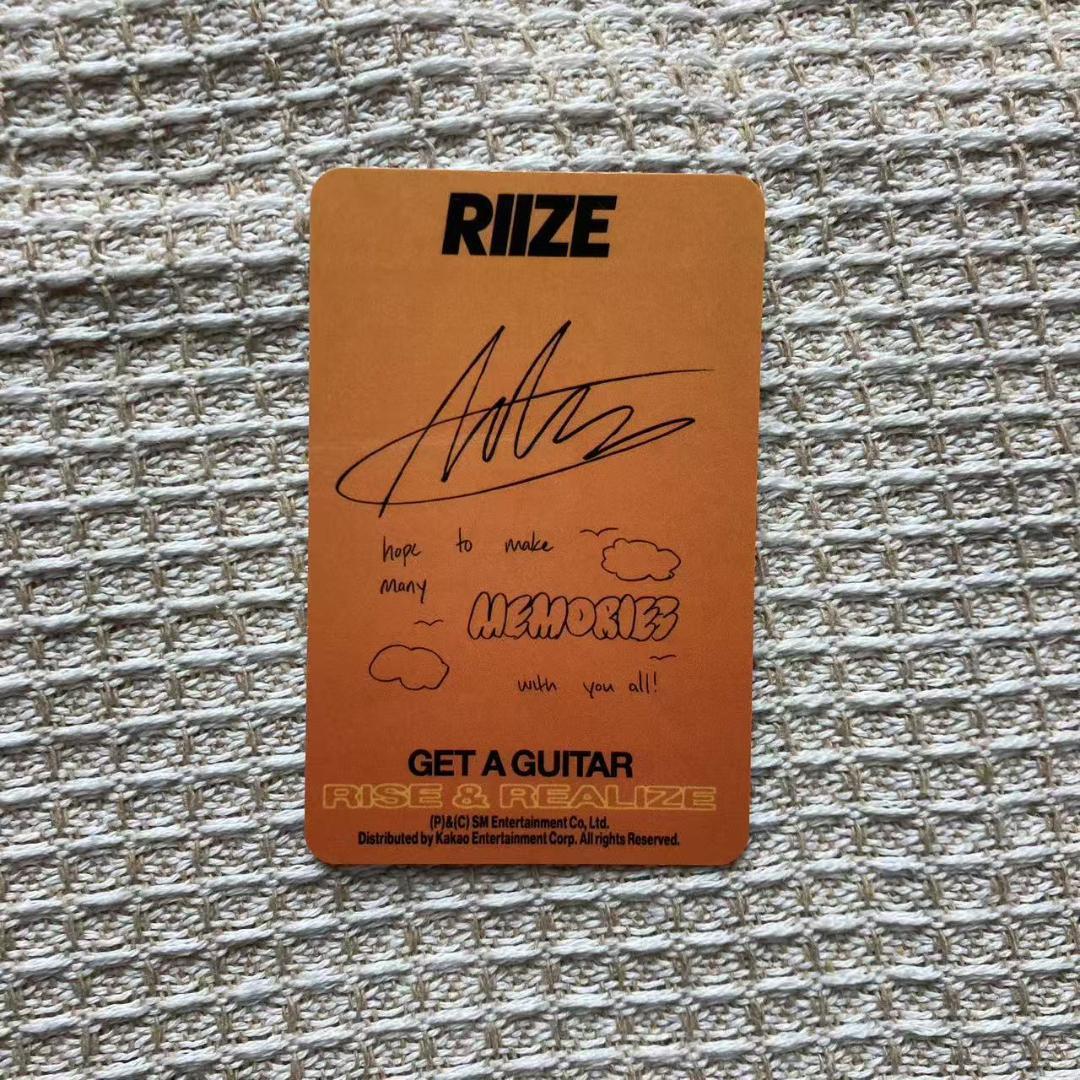 RIIZE
hope to make
many MEMORIES
with you all!
GET A GUITAR
RISE & REALIZE
(P)&(C) SM Entertainment Co, Ltd.
Distributed by Kakao Entertainment Corp. All rights Reserved.